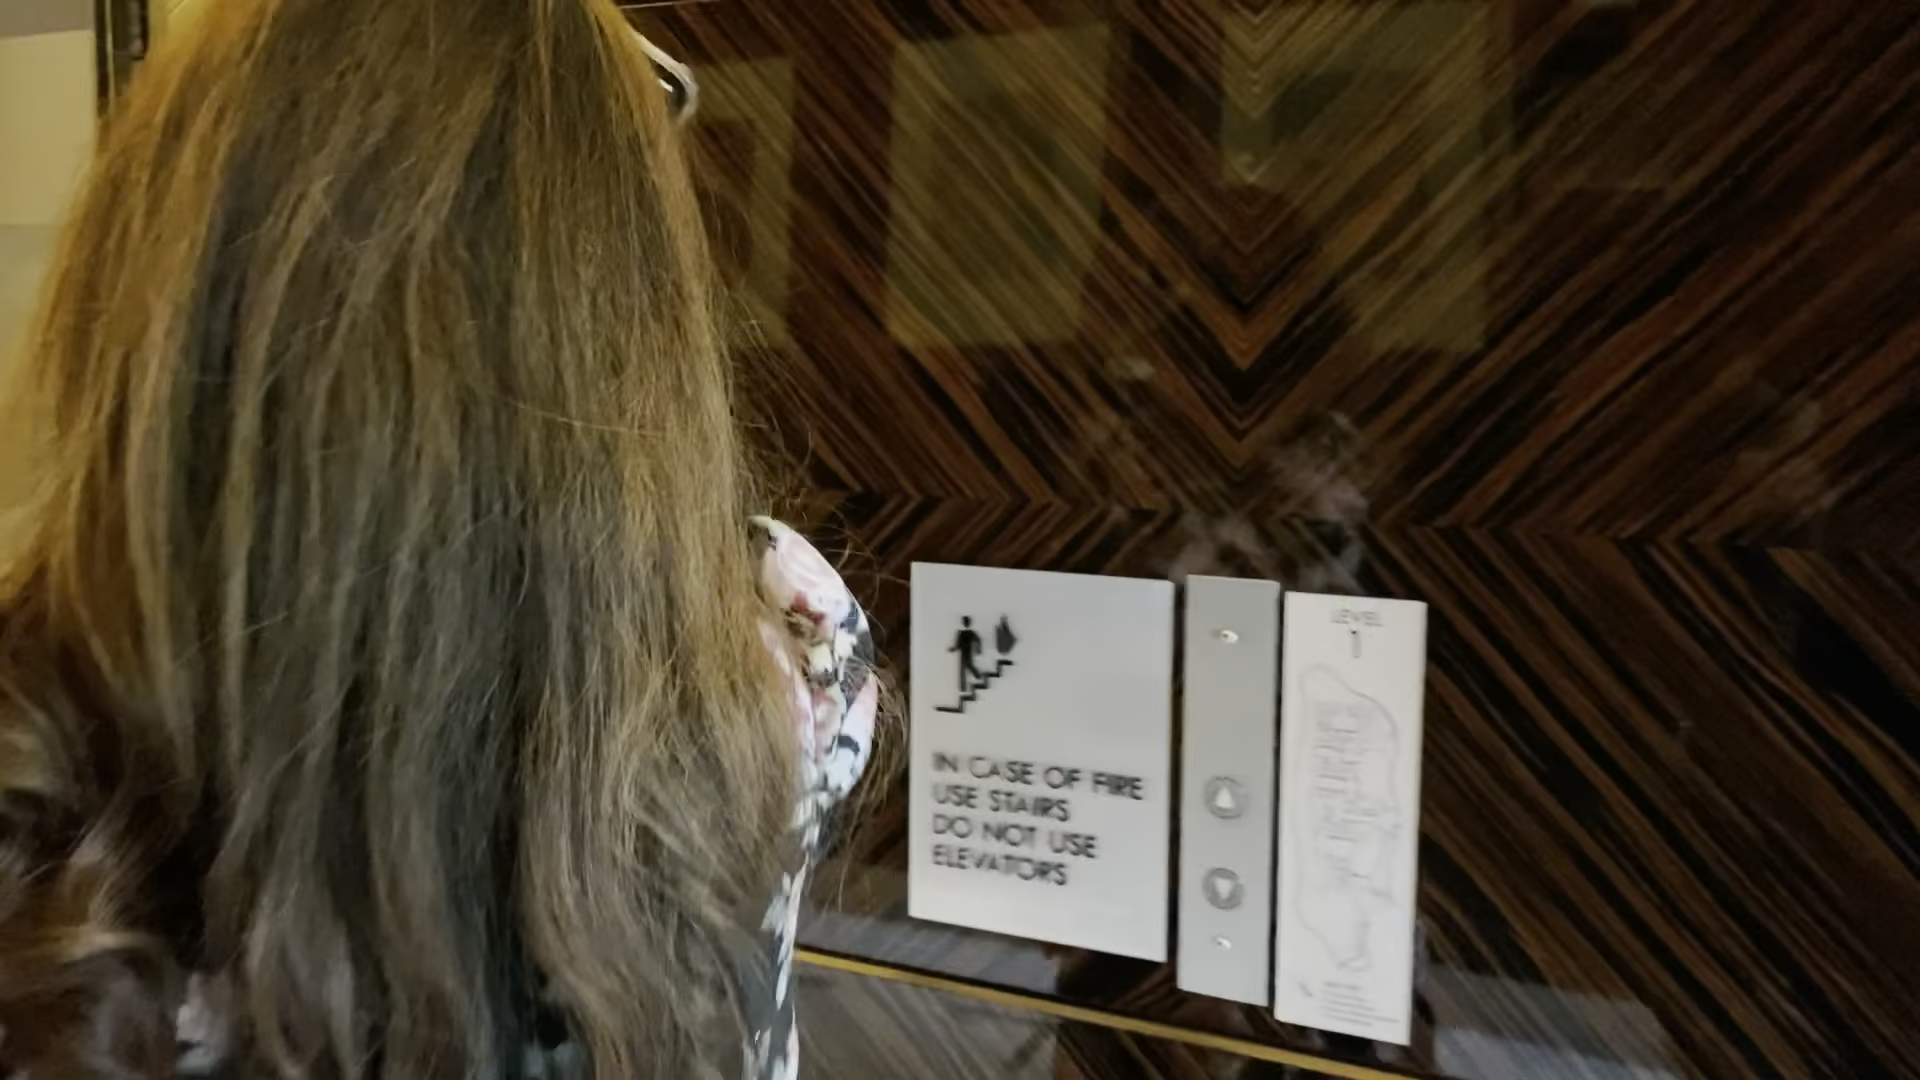 IN CASE OF FIRE
USE STAIRS
DO NOT USE
ELEVATORS
LEVEL
1